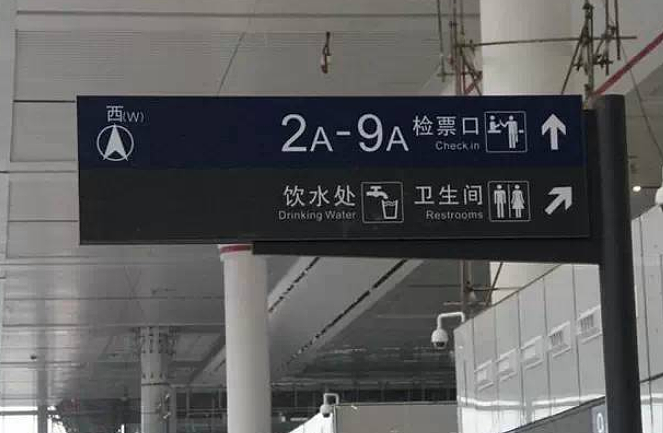 西(W)
2A-9A 检票口
Check in
饮水处 卫生间
Drinking Water Restrooms